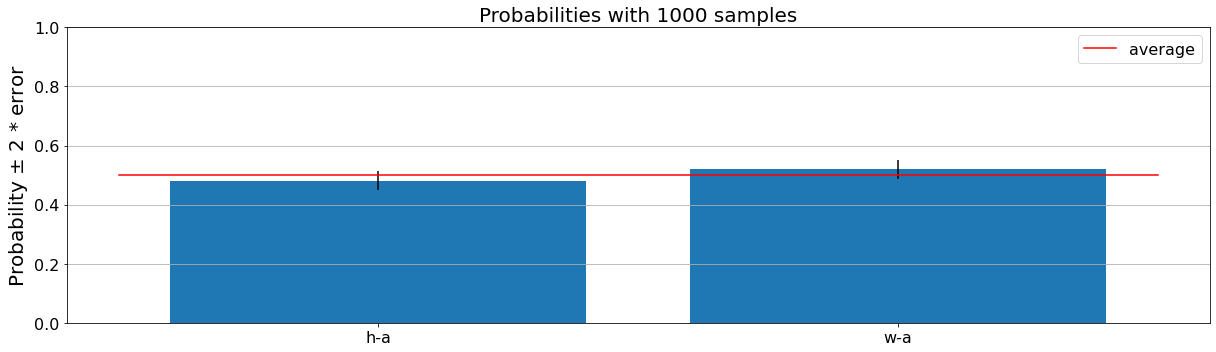 Probabilities with 1000 samples
average
Probability ± 2 * error
1.0
0.8
0.6
0.4
0.2
0.0
h-a
w-a